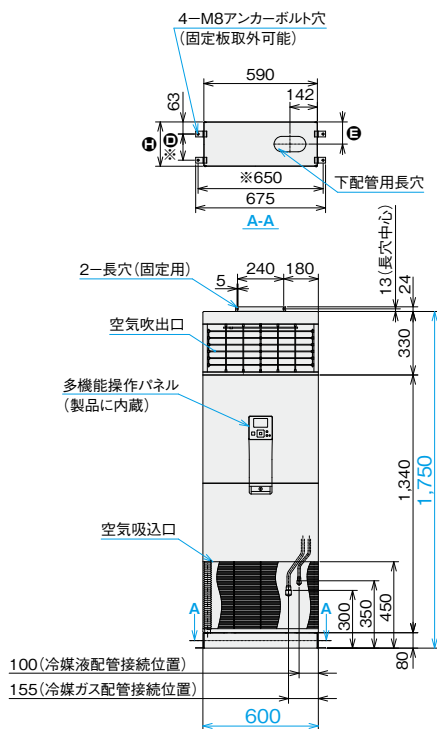 4−M8アンカーボルト穴
(固定板取外可能)
590
142
63
H
D
※
E
下配管用長穴
※650
675
A-A
2−長穴(固定用)
240
180
5
13(長穴中心)
24
空気吹出口
330
多機能操作パネル
(製品に内蔵)
1,340
1,750
空気吸込口
A
A
300
350
450
80
100(冷媒液配管接続位置)
155(冷媒ガス配管接続位置)
600